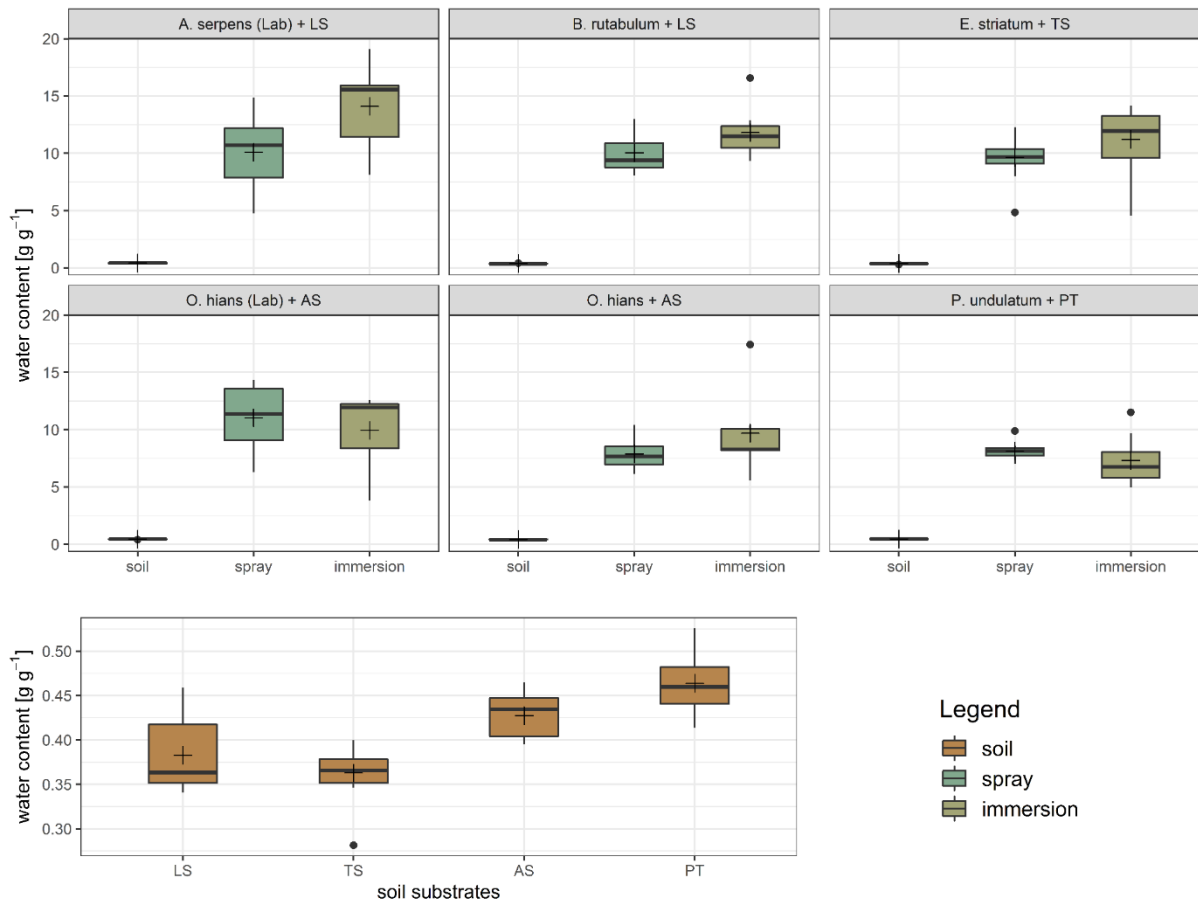 A. serpens (Lab) + LS
B. rutabulum + LS
E. striatum + TS
20
15
10
5
0
O. hians (Lab) + AS
O. hians + AS
P. undulatum + PT
20
15
10
5
0
water content [g g⁻¹]
soil spray immersion
soil spray immersion
soil spray immersion
water content [g g⁻¹]
0.50
0.45
0.40
0.35
0.30
LS TS AS PT
soil substrates
Legend
soil
spray
immersion